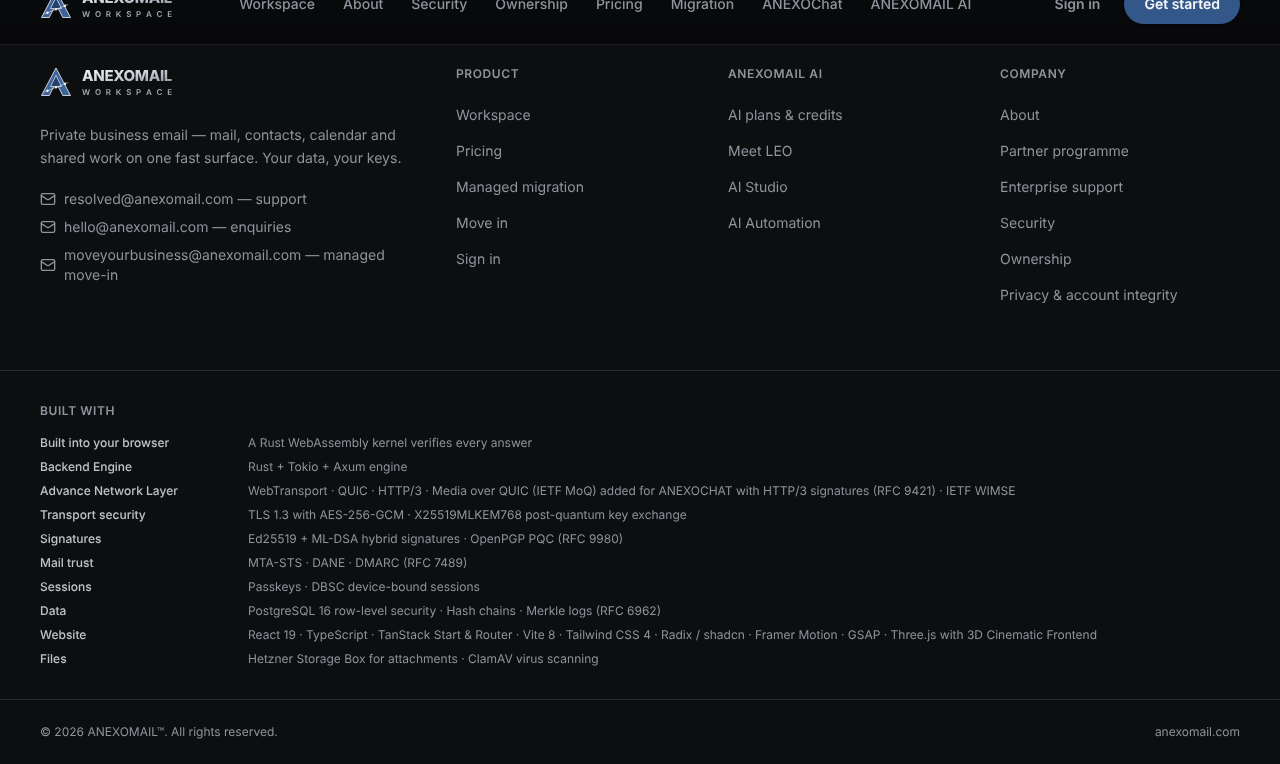 ANEXOMAIL
WORKSPACE
Workspace About Security Ownership Pricing Migration ANEXOChat ANEXOMAIL AI Sign in Get started
ANEXOMAIL
WORKSPACE
Private business email — mail, contacts, calendar and
shared work on one fast surface. Your data, your keys.
resolved@anexomail.com — support
hello@anexomail.com — enquiries
moveyourbusiness@anexomail.com — managed
move-in
PRODUCT
Workspace
Pricing
Managed migration
Move in
Sign in
ANEXOMAIL AI
AI plans & credits
Meet LEO
AI Studio
AI Automation
COMPANY
About
Partner programme
Enterprise support
Security
Ownership
Privacy & account integrity
BUILT WITH
Built into your browser A Rust WebAssembly kernel verifies every answer
Backend Engine Rust + Tokio + Axum engine
Advance Network Layer WebTransport · QUIC · HTTP/3 · Media over QUIC (IETF MoQ) added for ANEXOCHAT with HTTP/3 signatures (RFC 9421) · IETF WIMSE
Transport security TLS 1.3 with AES-256-GCM · X25519MLKEM768 post-quantum key exchange
Signatures Ed25519 + ML-DSA hybrid signatures · OpenPGP PQC (RFC 9980)
Mail trust MTA-STS · DANE · DMARC (RFC 7489)
Sessions Passkeys · DBSC device-bound sessions
Data PostgreSQL 16 row-level security · Hash chains · Merkle logs (RFC 6962)
Website React 19 · TypeScript · TanStack Start & Router · Vite 8 · Tailwind CSS 4 · Radix / shadcn · Framer Motion · GSAP · Three.js with 3D Cinematic Frontend
Files Hetzner Storage Box for attachments · ClamAV virus scanning
© 2026 ANEXOMAIL™. All rights reserved. anexomail.com